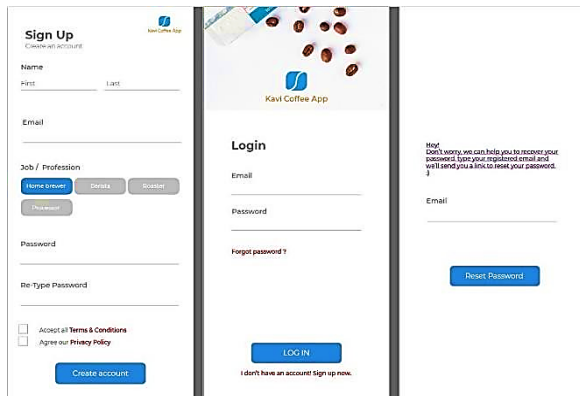 Sign Up
Create an account
Kavi Coffee App
Name
First Last
Email
Job / Profession
Home brewer Barista Roaster
Processor
Password
Re-Type Password
Accept all Terms & Conditions
Agree our Privacy Policy
Create account
Kavi Coffee App
Login
Email
Password
Forgot password ?
LOG IN
I don't have an account! Sign up now.
Hey!
Don't worry, we can help you to recover your
password, type your registered email and
we'll send you a link to reset your password.
:)
Email
Reset Password